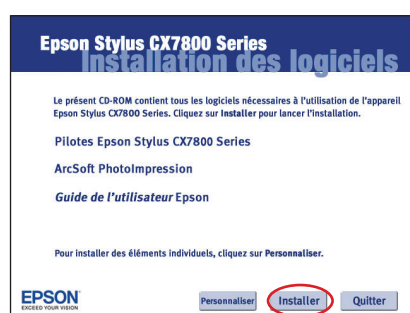 Epson Stylus CX7800 Series
Installation des logiciels
Le présent CD-ROM contient tous les logiciels nécessaires à l'utilisation de l'appareil
Epson Stylus CX7800 Series. Cliquez sur Installer pour lancer l'installation.
Pilotes Epson Stylus CX7800 Series
ArcSoft PhotoImpression
Guide de l'utilisateur Epson
Pour installer des éléments individuels, cliquez sur Personnaliser.
EPSON
EXCEED YOUR VISION
Personnaliser
Installer
Quitter